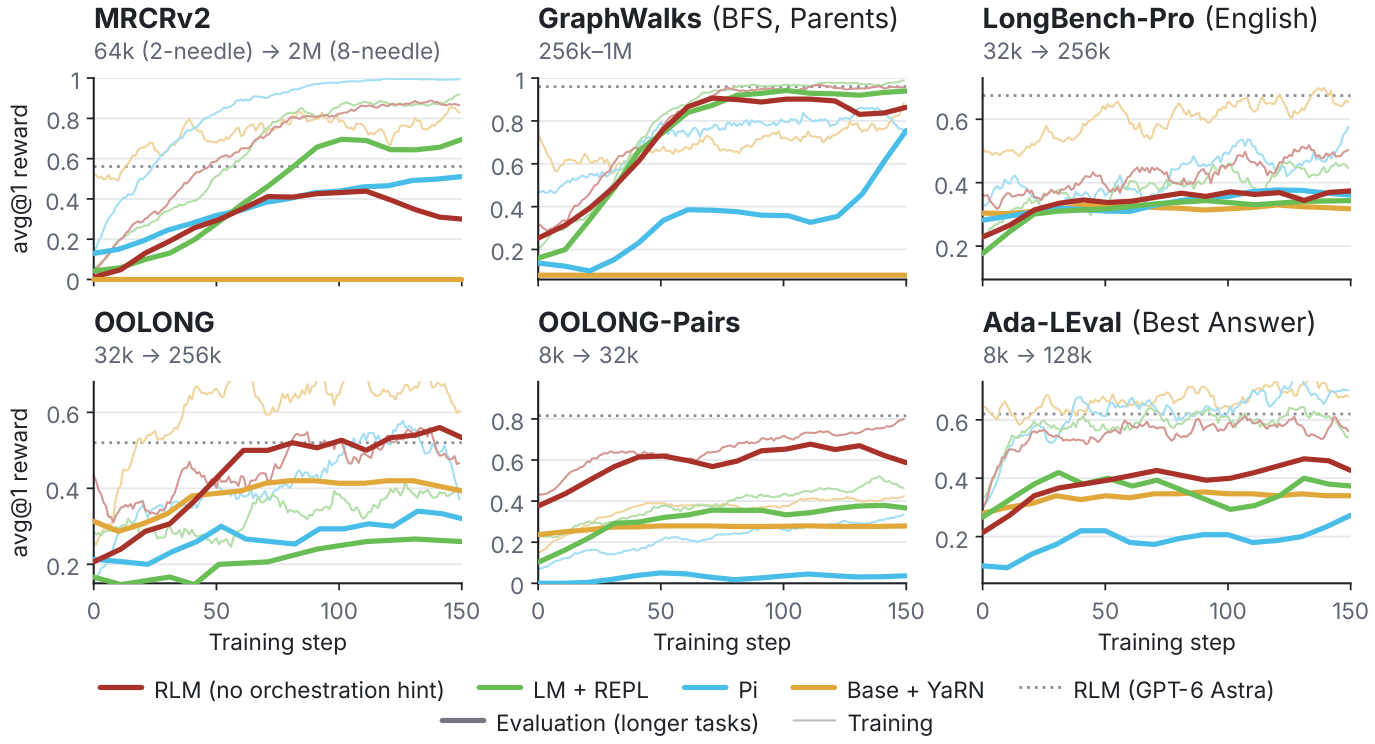 MRCRv2
64k (2-needle) → 2M (8-needle)
GraphWalks (BFS, Parents)
256k–1M
LongBench-Pro (English)
32k → 256k
avg@1 reward
1
0.8
0.6
0.4
0.2
0
0
50
100
150
1
0.8
0.6
0.4
0.2
0.6
0.4
0.2
OOLONG
32k → 256k
OOLONG-Pairs
8k → 32k
Ada-LEval (Best Answer)
8k → 128k
avg@1 reward
0.6
0.4
0.2
0.8
0.6
0.4
0.2
0
0
50
100
150
0.6
0.4
0.2
0
50
100
150
Training step
Training step
Training step
RLM (no orchestration hint)
LM + REPL
Pi
Base + YaRN
RLM (GPT-6 Astra)
Evaluation (longer tasks)
Training